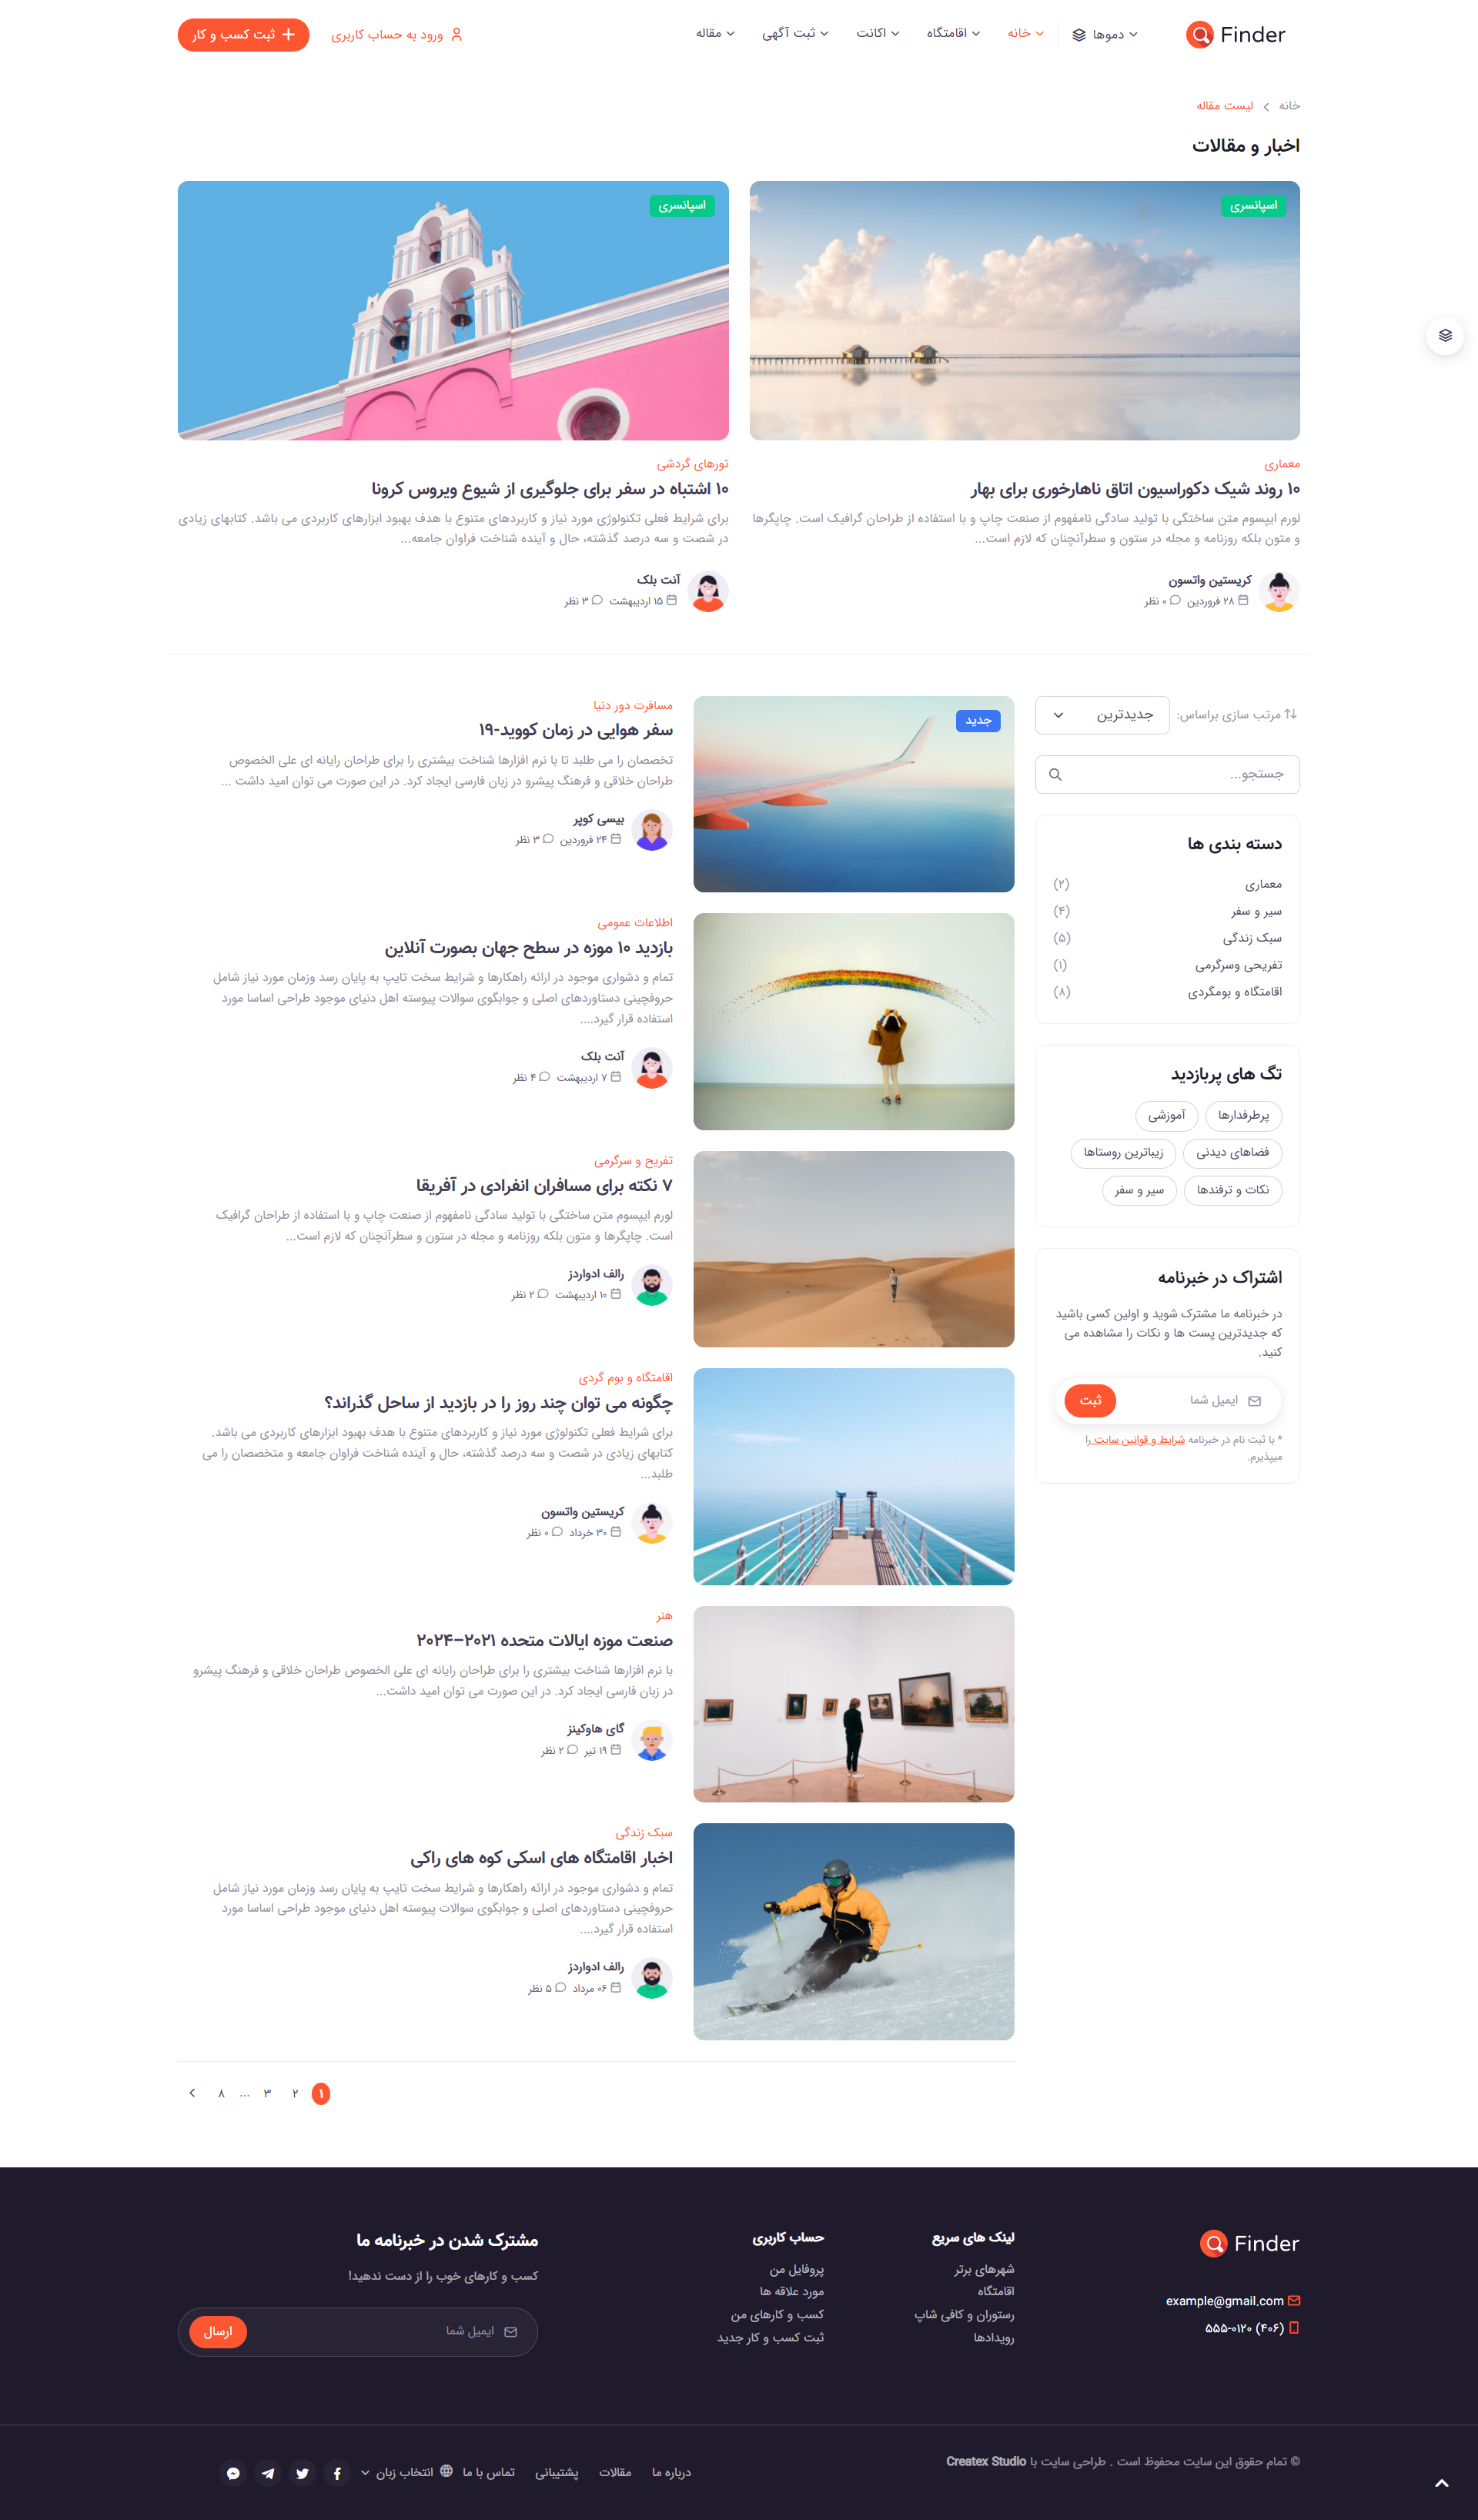 Finder
دموها
خانه
اقامتگاه
اکانت
ثبت آگهی
مقاله
ورود به حساب کاربری
ثبت کسب و کار
خانه
لیست مقاله
اخبار و مقالات
اسپانسری
معماری
۱۰ روند شیک دکوراسیون اتاق ناهارخوری برای بهار
لورم ایپسوم متن ساختگی با تولید سادگی نامفهوم از صنعت چاپ و با استفاده از طراحان گرافیک است. چاپگرها
و متون بلکه روزنامه و مجله در ستون و سطرآنچنان که لازم است...
کریستین واتسون
۲۸ فروردین ۰ نظر
اسپانسری
تورهای گردشی
۱۰ اشتباه در سفر برای جلوگیری از شیوع ویروس کرونا
برای شرایط فعلی تکنولوژی مورد نیاز و کاربردهای متنوع با هدف بهبود ابزارهای کاربردی می باشد. کتابهای زیادی
در شصت و سه درصد گذشته، حال و آینده شناخت فراوان جامعه...
آنت بلک
۱۵ اردیبهشت ۳ نظر
مرتب سازی براساس:
جدیدترین
جستجو...
دسته بندی ها
معماری (۲)
سیر و سفر (۴)
سبک زندگی (۵)
تفریحی وسرگرمی (۱)
اقامتگاه و بومگردی (۸)
تگ های پربازدید
پرطرفدارها
آموزشی
فضاهای دیدنی
زیباترین روستاها
نکات و ترفندها
سیر و سفر
اشتراک در خبرنامه
در خبرنامه ما مشترک شوید و اولین کسی باشید
که جدیدترین پست ها و نکات را مشاهده می
کنید.
ایمیل شما
ثبت
* با ثبت نام در خبرنامه شرایط و قوانین سایت را
میپذیرم.
جدید
مسافرت دور دنیا
سفر هوایی در زمان کووید-۱۹
تخصصان را می طلبد تا با نرم افزارها شناخت بیشتری را برای طراحان رایانه ای علی الخصوص
طراحان خلاقی و فرهنگ پیشرو در زبان فارسی ایجاد کرد. در این صورت می توان امید داشت ...
بیسی کوپر
۲۴ فروردین ۳ نظر
اطلاعات عمومی
بازدید ۱۰ موزه در سطح جهان بصورت آنلاین
تمام و دشواری موجود در ارائه راهکارها و شرایط سخت تایپ به پایان رسد وزمان مورد نیاز شامل
حروفچینی دستاوردهای اصلی و جوابگوی سوالات پیوسته اهل دنیای موجود طراحی اساسا مورد
استفاده قرار گیرد....
آنت بلک
۷ اردیبهشت ۴ نظر
تفریح و سرگرمی
۷ نکته برای مسافران انفرادی در آفریقا
لورم ایپسوم متن ساختگی با تولید سادگی نامفهوم از صنعت چاپ و با استفاده از طراحان گرافیک
است. چاپگرها و متون بلکه روزنامه و مجله در ستون و سطرآنچنان که لازم است...
رالف ادواردز
۱۰ اردیبهشت ۲ نظر
اقامتگاه و بوم گردی
چگونه می توان چند روز را در بازدید از ساحل گذراند؟
برای شرایط فعلی تکنولوژی مورد نیاز و کاربردهای متنوع با هدف بهبود ابزارهای کاربردی می باشد.
کتابهای زیادی در شصت و سه درصد گذشته، حال و آینده شناخت فراوان جامعه و متخصصان را می
طلبد...
کریستین واتسون
۳۰ خرداد ۰ نظر
هنر
صنعت موزه ایالات متحده ۲۰۲۱–۲۰۲۴
با نرم افزارها شناخت بیشتری را برای طراحان رایانه ای علی الخصوص طراحان خلاقی و فرهنگ پیشرو
در زبان فارسی ایجاد کرد. در این صورت می توان امید داشت...
گای هاوکینز
۱۹ تیر ۲ نظر
سبک زندگی
اخبار اقامتگاه های اسکی کوه های راکی
تمام و دشواری موجود در ارائه راهکارها و شرایط سخت تایپ به پایان رسد وزمان مورد نیاز شامل
حروفچینی دستاوردهای اصلی و جوابگوی سوالات پیوسته اهل دنیای موجود طراحی اساسا مورد
استفاده قرار گیرد....
رالف ادواردز
۰۶ مرداد ۵ نظر
۱ ۲ ۳ ... ۸
Finder
example@gmail.com
(۴۰۶) ۵۵۵-۰۱۲۰
لینک های سریع
شهرهای برتر
اقامتگاه
رستوران و کافی شاپ
رویدادها
حساب کاربری
پروفایل من
مورد علاقه ها
کسب و کارهای من
ثبت کسب و کار جدید
مشترک شدن در خبرنامه ما
کسب و کارهای خوب را از دست ندهید!
ایمیل شما
ارسال
© تمام حقوق این سایت محفوظ است . طراحی سایت با Createx Studio
درباره ما
مقالات
پشتیبانی
تماس با ما
انتخاب زبان